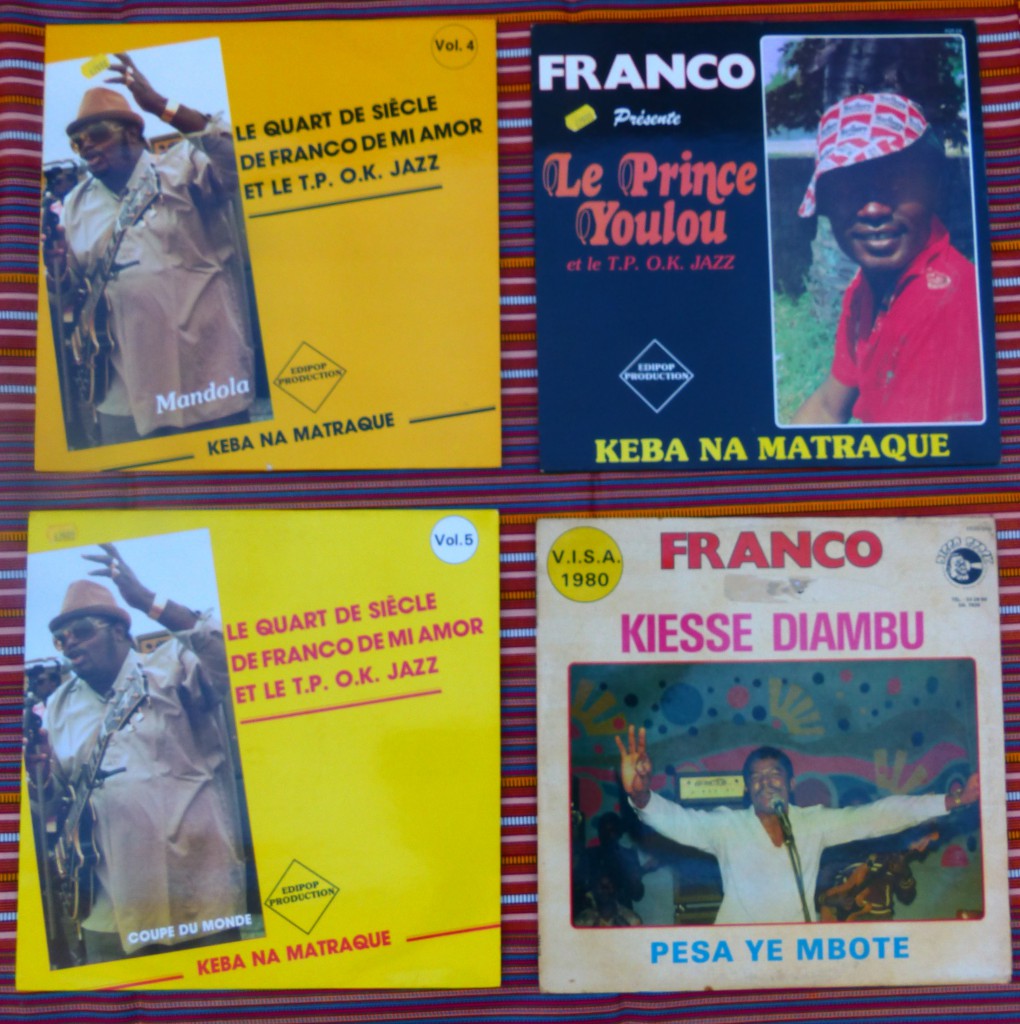 Vol. 4
LE QUART DE SIÈCLE
DE FRANCO DE MI AMOR
ET LE T.P. O.K. JAZZ
Mandola
EDIPOP
PRODUCTION
KEBA NA MATRAQUE
FRANCO
Présente
Le Prince
Youlou
et le T.P. O.K. JAZZ
EDIPOP
PRODUCTION
KEBA NA MATRAQUE
Vol.5
LE QUART DE SIÈCLE
DE FRANCO DE MI AMOR
ET LE T.P. O.K. JAZZ
COUPE DU MONDE
EDIPOP
PRODUCTION
KEBA NA MATRAQUE
V.I.S.A.
1980
FRANCO
KIESSE DIAMBU
PESA YE MBOTE